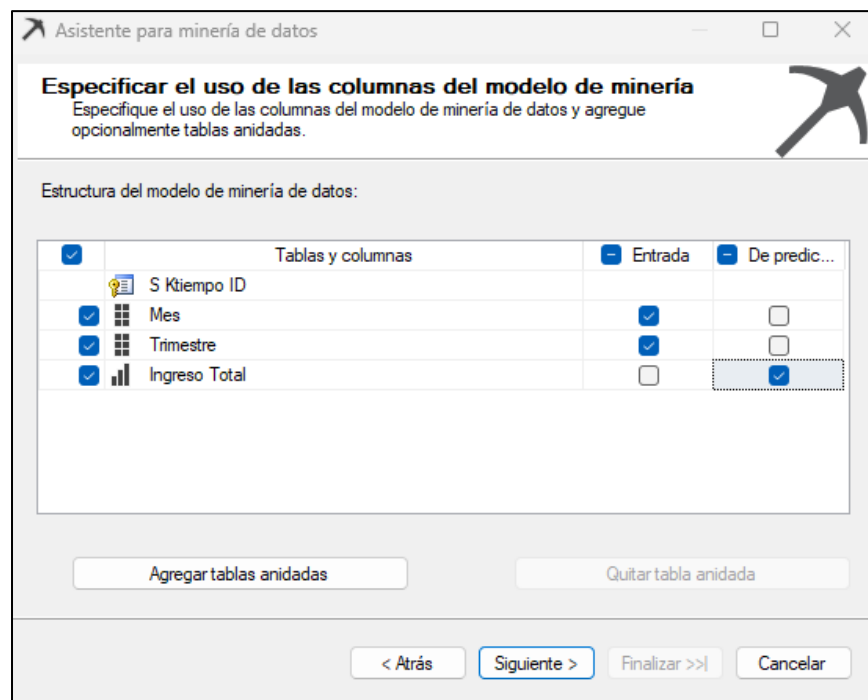 Asistente para minería de datos
Especificar el uso de las columnas del modelo de minería
Especifique el uso de las columnas del modelo de minería de datos y agregue
opcionalmente tablas anidadas.
Estructura del modelo de minería de datos:
Tablas y columnas Entrada De predic...
S Ktiempo ID
Mes
Trimestre
Ingreso Total
Agregar tablas anidadas Quitar tabla anidada
< Atrás Siguiente > Finalizar >>| Cancelar